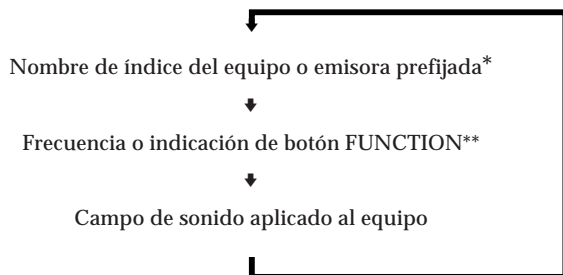 Nombre de índice del equipo o emisora prefijada*
Frecuencia o indicación de botón FUNCTION**
Campo de sonido aplicado al equipo